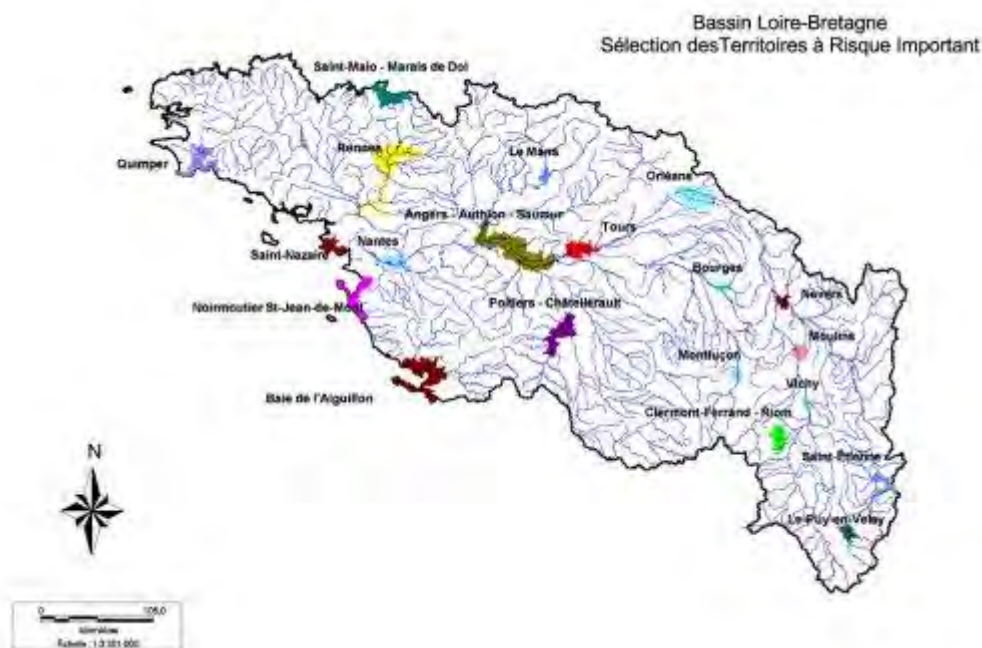 Bassin Loire-Bretagne
Sélection desTerritoires à Risque Important
Saint-Malo - Marais de Dol
Rennes
Le Mans
Quimper
Orléans
Angers - Authion - Saumur
Tours
Nantes
Saint-Nazaire
Bourges
Nevers
Noirmoutier St-Jean-de-Mont
Poitiers - Châtellerault
Moulins
Montluçon
Vichy
Baie de l'Aiguillon
Clermont-Ferrand - Riom
Saint-Etienne
N
Le-Puy-en-Velay
0
kilomètres